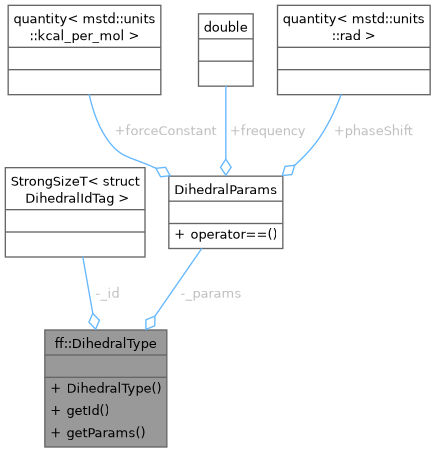 quantity< mstd::units
::kcal_per_mol >
double
quantity< mstd::units
::rad >
+forceConstant
+frequency
+phaseShift
StrongSizeT< struct
DihedralIdTag >
DihedralParams
+ operator==()
-_id
-_params
ff::DihedralType
+ DihedralType()
+ getId()
+ getParams()